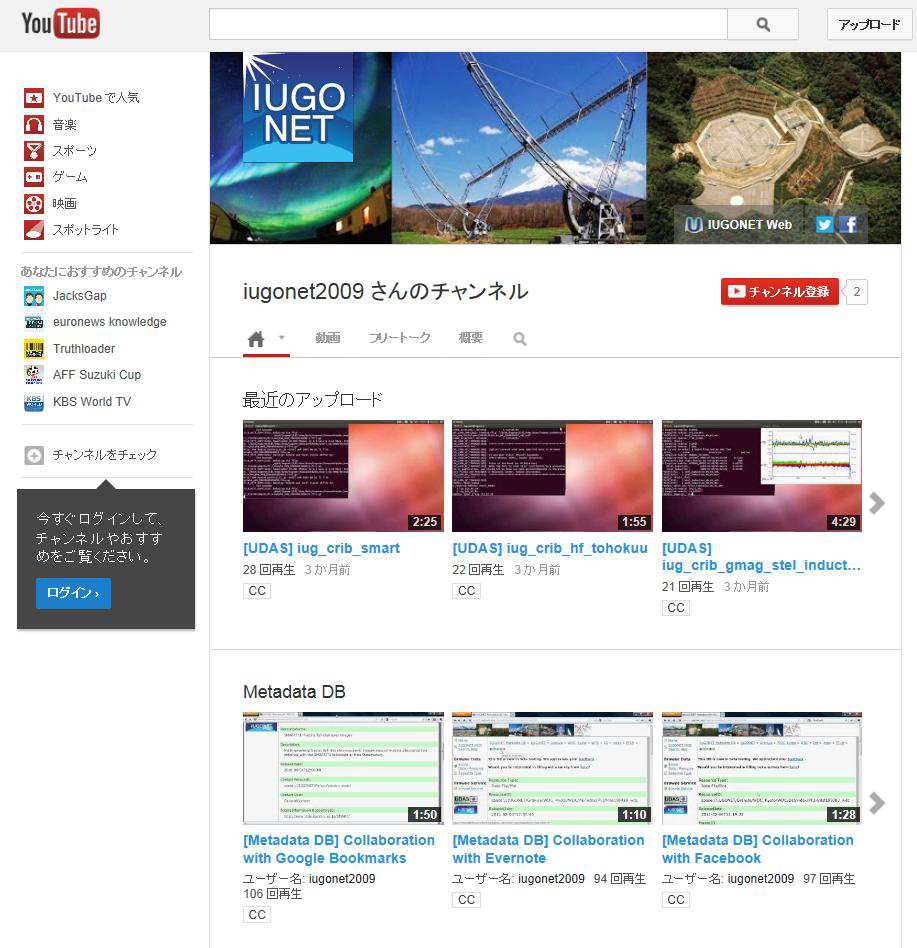 YouTube
アップロード
YouTube で人気
音楽
スポーツ
ゲーム
映画
スポットライト
あなたにおすすめのチャンネル
JacksGap
euronews knowledge
Truthloader
AFF Suzuki Cup
KBS World TV
チャンネルをチェック
今すぐログインして、
チャンネルやおすす
めをご覧ください。
ログイン ›
IUGO
NET
IUGONET Web
iugonet2009 さんのチャンネル
チャンネル登録
2
動画
フリートーク
概要
最近のアップロード
2:25
1:55
4:29
[UDAS] iug_crib_smart
28 回再生 3 か月前
CC
[UDAS] iug_crib_hf_tohokuu
22 回再生 3 か月前
CC
[UDAS]
iug_crib_gmag_stel_induct...
21 回再生 3 か月前
CC
Metadata DB
1:50
1:10
1:28
[Metadata DB] Collaboration
with Google Bookmarks
ユーザー名: iugonet2009
106 回再生
CC
[Metadata DB] Collaboration
with Evernote
ユーザー名: iugonet2009 94 回再生
CC
[Metadata DB] Collaboration
with Facebook
ユーザー名: iugonet2009 97 回再生
CC